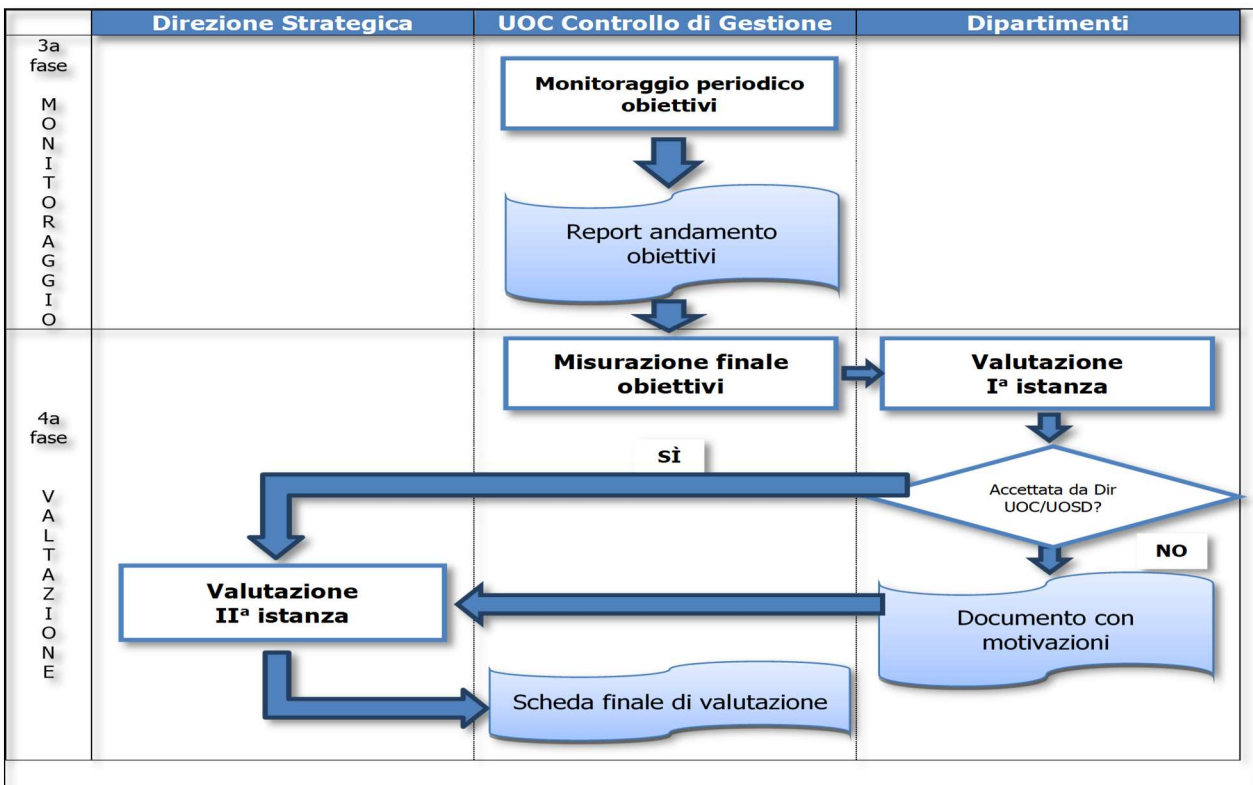 Direzione Strategica
UOC Controllo di Gestione
Dipartimenti
3a
fase
MONITORAGGIO
Monitoraggio periodico
obiettivi
Report andamento
obiettivi
4a
fase
VALTAZIONE
Misurazione finale
obiettivi
Valutazione
Iª istanza
SÌ
Accettata da Dir
UOC/UOSD?
NO
Valutazione
IIª istanza
Documento con
motivazioni
Scheda finale di valutazione